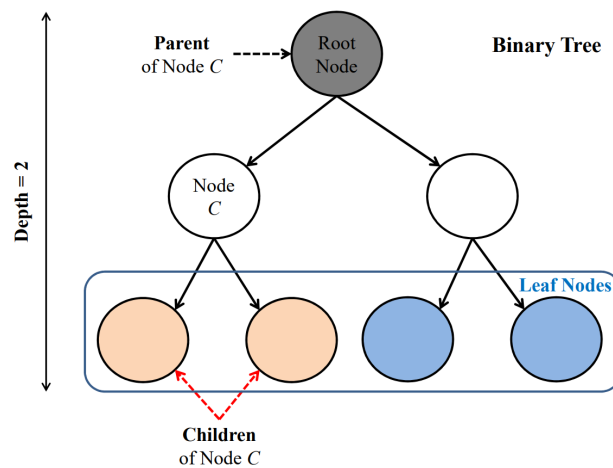 Parent
of Node C
Root
Node
Binary Tree
Depth = 2
Node
C
Leaf Nodes
Children
of Node C